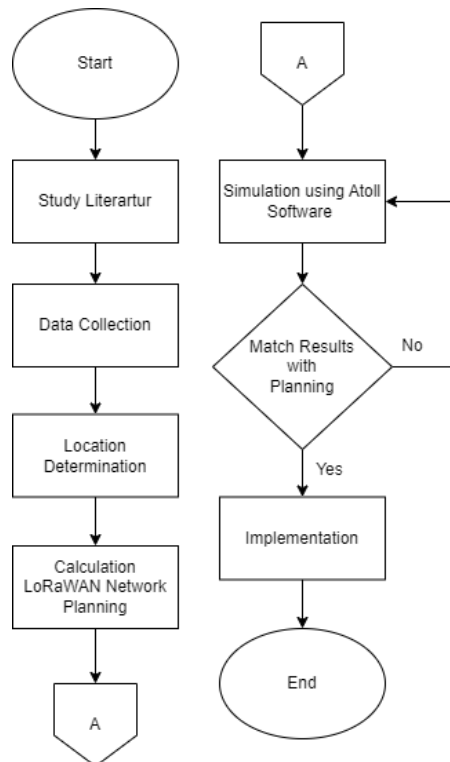 Start
Study Literartur
Data Collection
Location
Determination
Calculation
LoRaWAN Network
Planning
A
A
Simulation using Atoll
Software
Match Results
with
Planning
No
Yes
Implementation
End